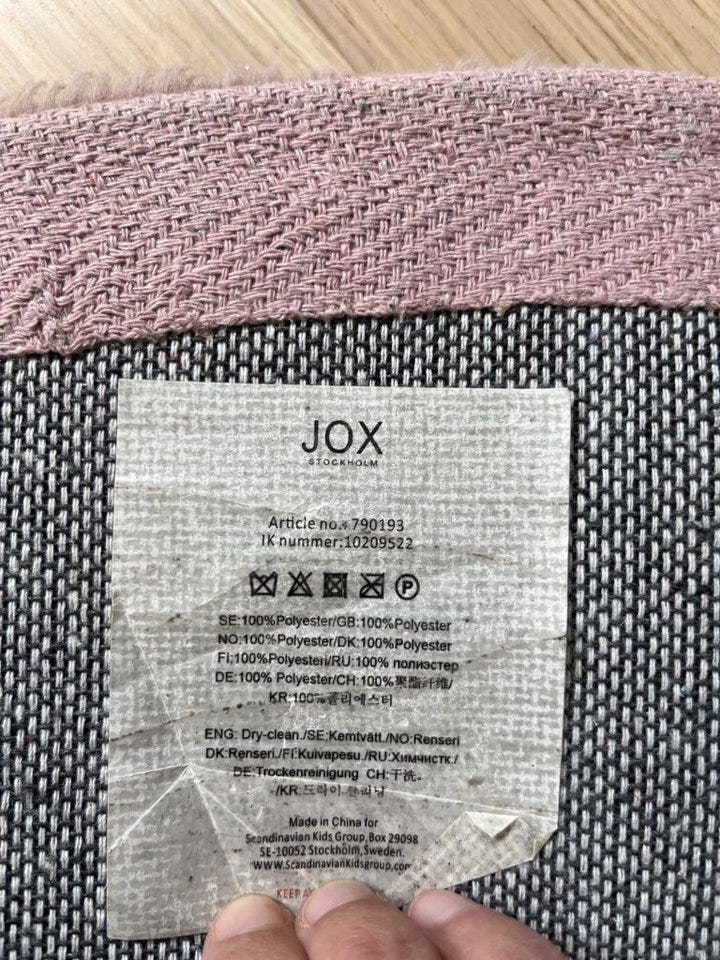 JOX
STOCKHOLM
Article no.: 790193
IK nummer:10209522
P
SE:100%Polyester/GB:100%Polyester
NO:100%Polyester/DK:100%Polyester
FI:100%Polyesteri/RU:100% полиэстер
DE:100% Polyester/CH:100%聚酯纤维/
KR:100%폴리에스터
ENG: Dry-clean./SE:Kemtvätt./NO:Renseri
DK:Renseri./FI:Kuivapesu./RU:Химчистк./
DE:Trockenreinigung CH:干洗。
/KR:드라이 클리닝
Made in China for
Scandinavian Kids Group,Box 29098
SE-10052 Stockholm,Sweden.
WWW.ScandinavianKidsgroup.com
KEEP